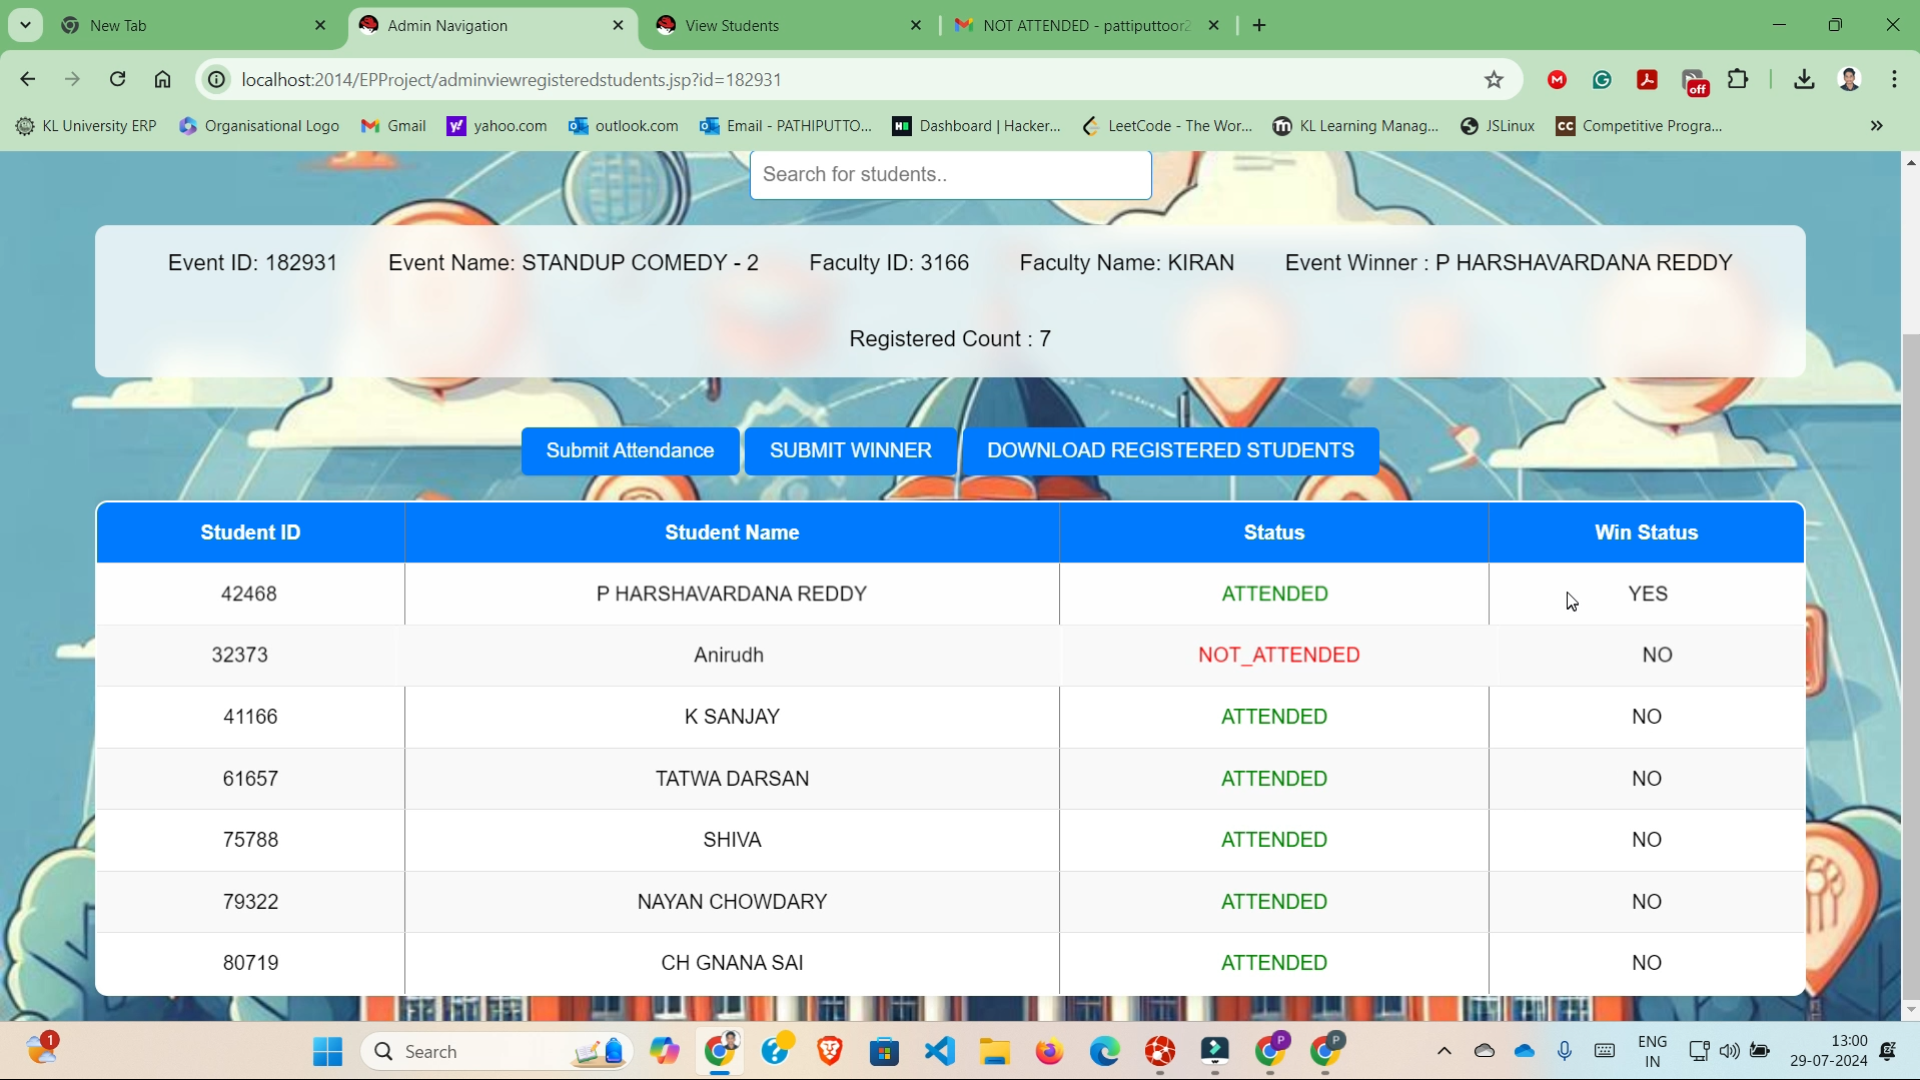 New Tab
Admin Navigation
View Students
NOT ATTENDED - pattiputtoor2
localhost:2014/EPProject/adminviewregisteredstudents.jsp?id=182931
off
KL University ERP
Organisational Logo
Gmail
yahoo.com
outlook.com
Email - PATHIPUTTO...
Dashboard | Hacker...
LeetCode - The Wor...
KL Learning Manag...
JSLinux
CC Competitive Progra...
Search for students..
Event ID: 182931 Event Name: STANDUP COMEDY - 2 Faculty ID: 3166 Faculty Name: KIRAN Event Winner : P HARSHAVARDANA REDDY
Registered Count : 7
Submit Attendance SUBMIT WINNER DOWNLOAD REGISTERED STUDENTS
Student ID Student Name Status Win Status
42468 P HARSHAVARDANA REDDY ATTENDED YES
32373 Anirudh NOT_ATTENDED NO
41166 K SANJAY ATTENDED NO
61657 TATWA DARSAN ATTENDED NO
75788 SHIVA ATTENDED NO
79322 NAYAN CHOWDARY ATTENDED NO
80719 CH GNANA SAI ATTENDED NO
1
Search
P
P
ENG
IN
13:00
29-07-2024